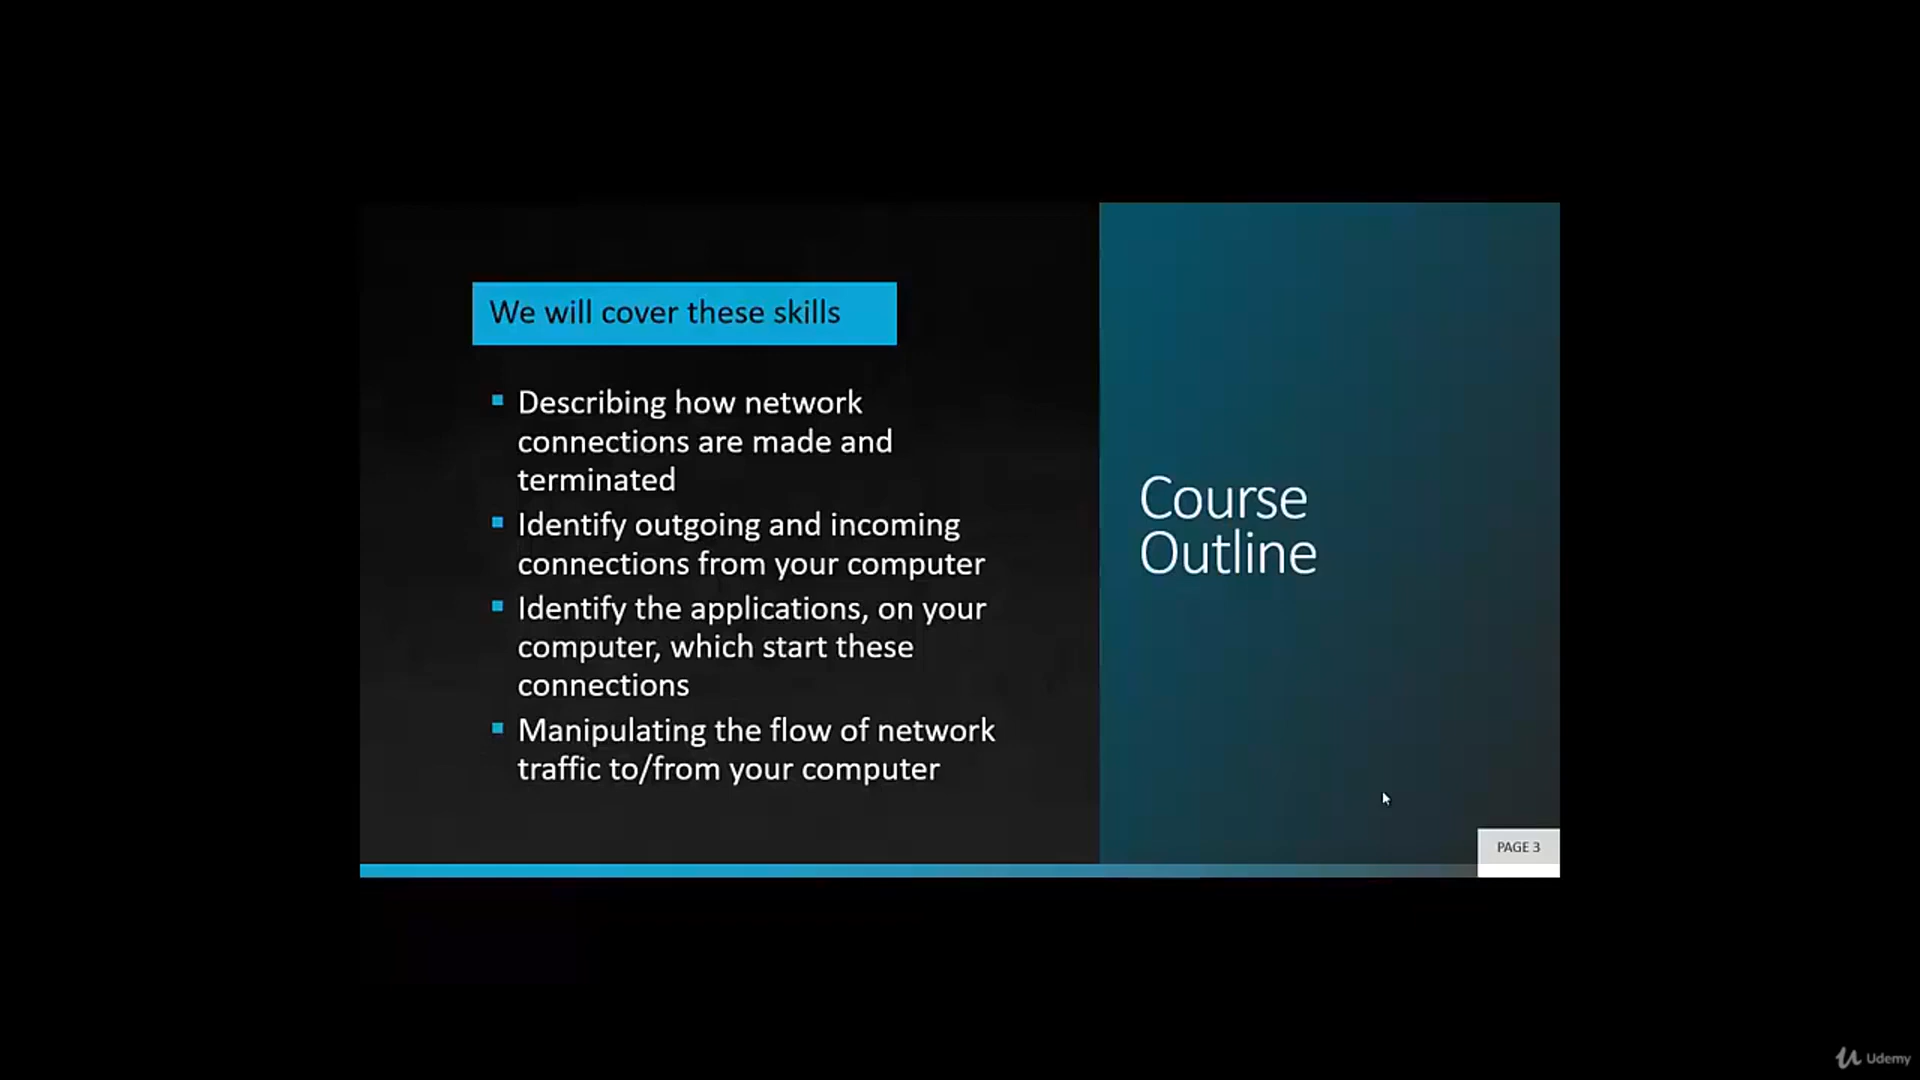 We will cover these skills
Describing how network
connections are made and
terminated
Identify outgoing and incoming
connections from your computer
Identify the applications, on your
computer, which start these
connections
Manipulating the flow of network
traffic to/from your computer
Course
Outline
PAGE 3
Udemy